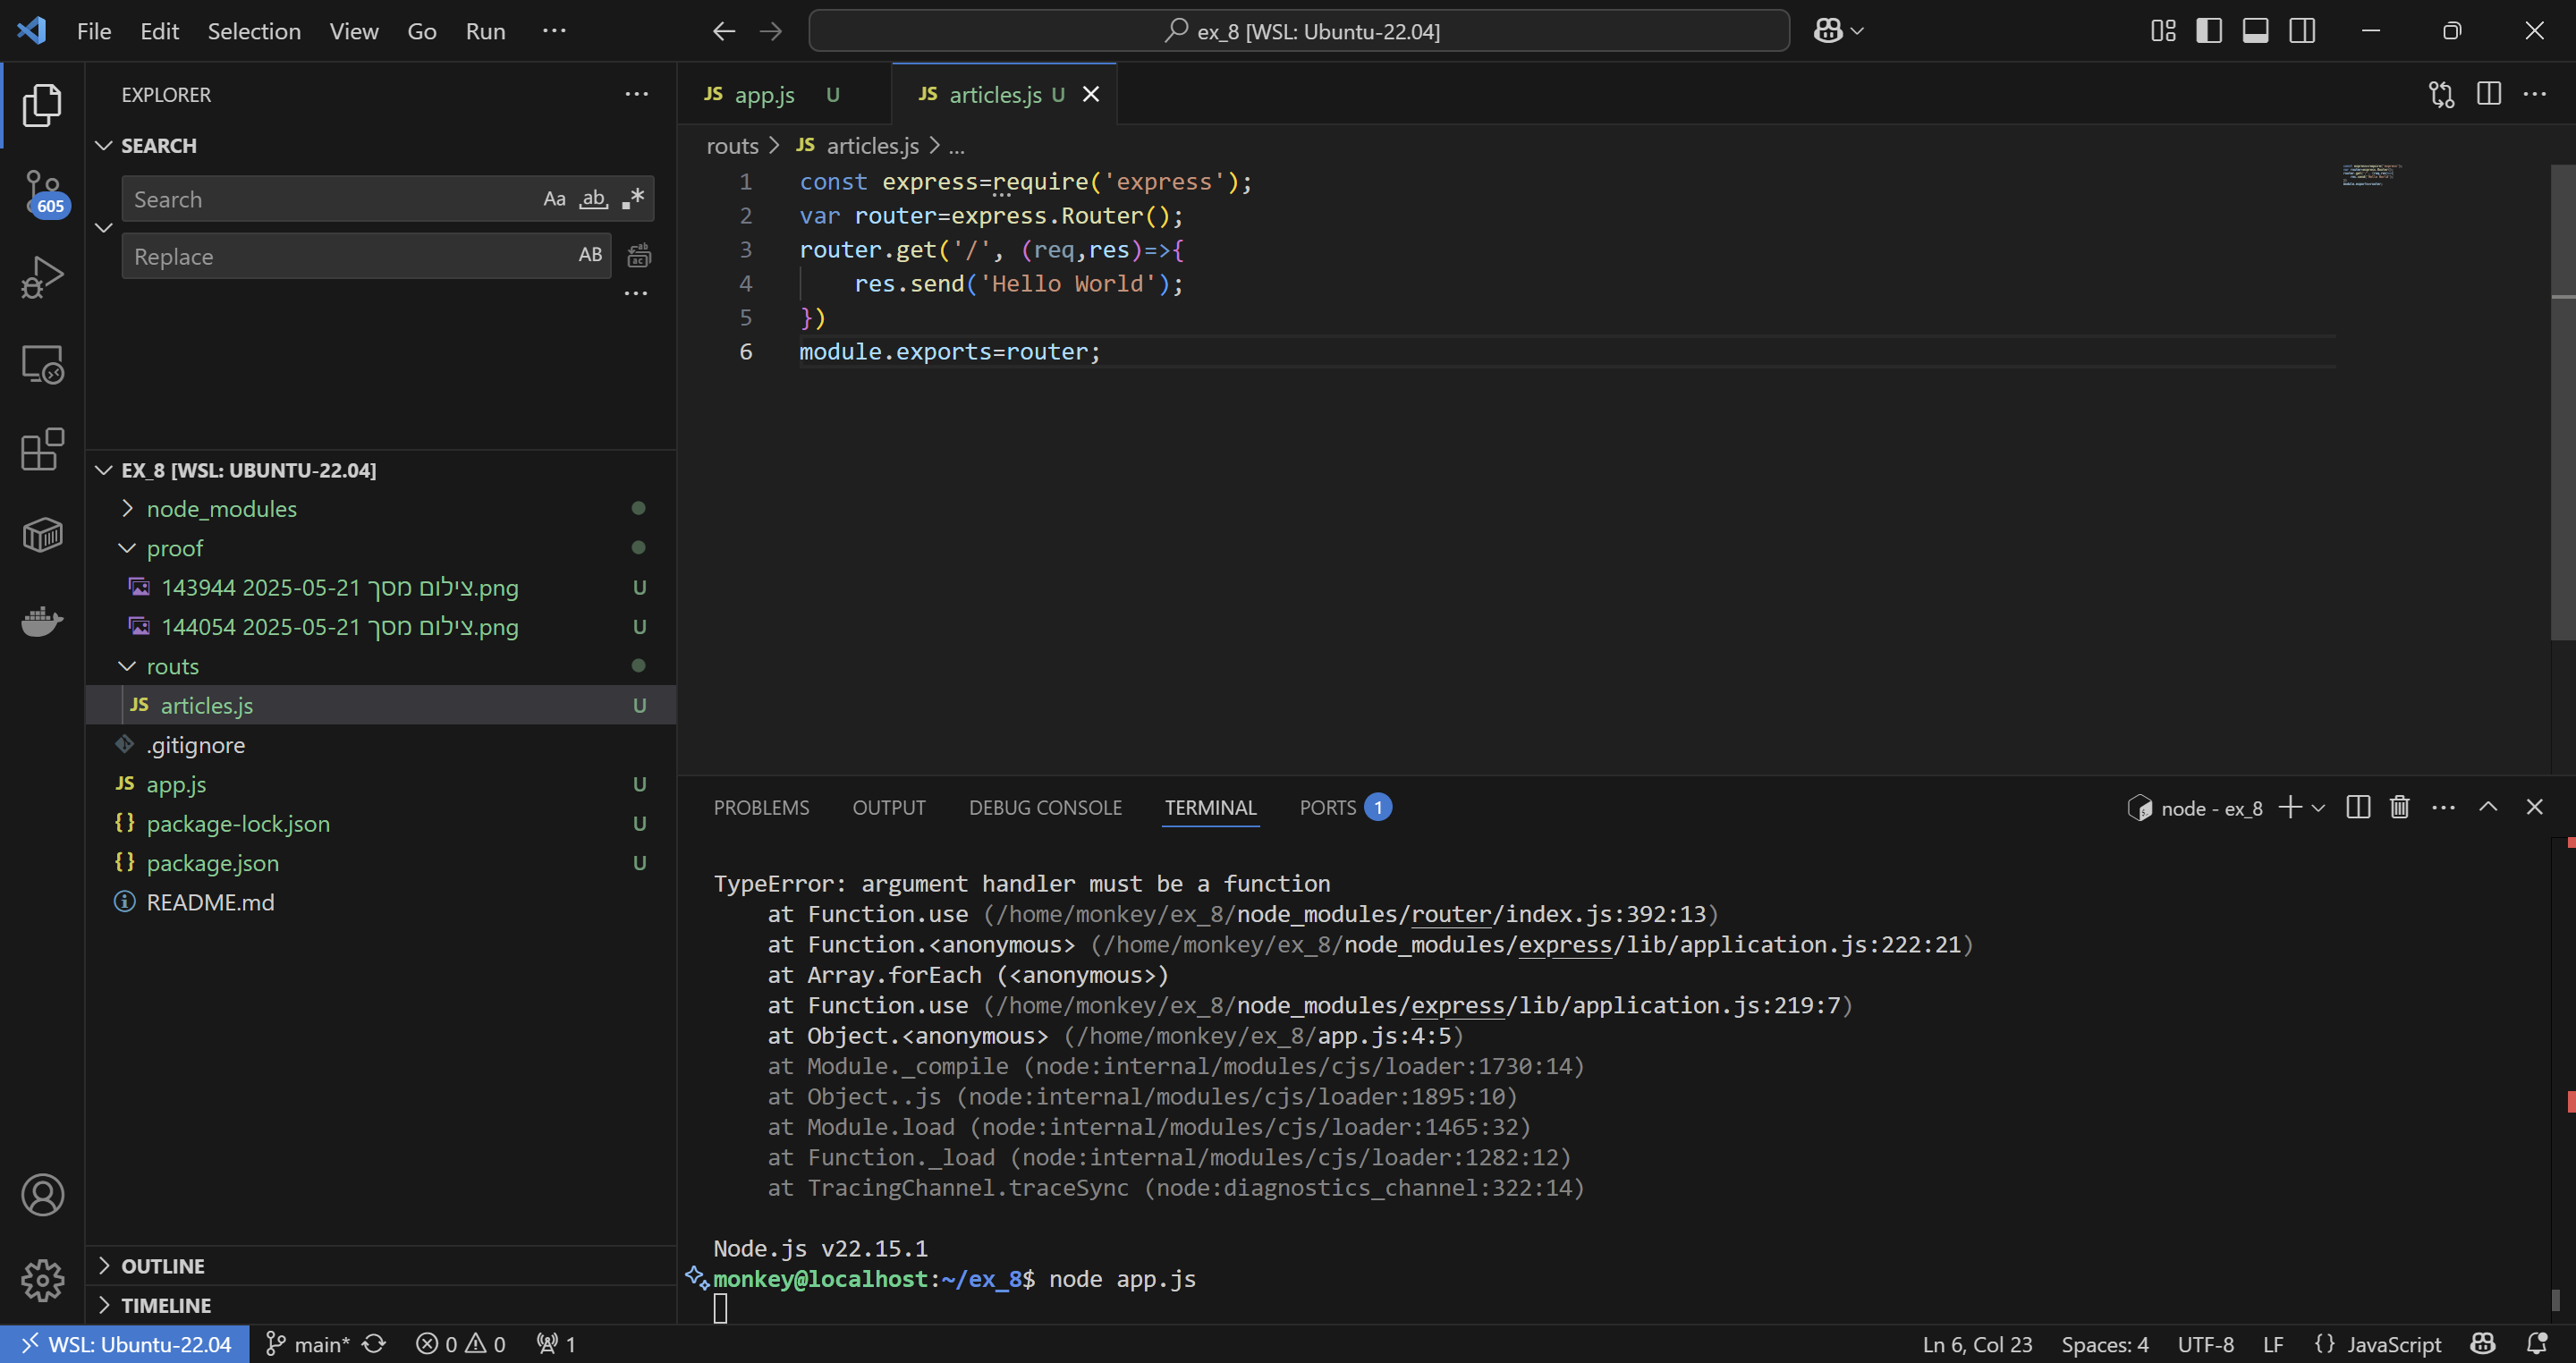 File Edit Selection View Go Run ··· ex_8 [WSL: Ubuntu-22.04]
EXPLORER
SEARCH
Search Aa ab .*
Replace AB
605
EX_8 [WSL: UBUNTU-22.04]
node_modules
proof
צילום מסך 2025-05-21 143944.png U
צילום מסך 2025-05-21 144054.png U
routs
JS articles.js U
.gitignore
JS app.js U
{} package-lock.json U
{} package.json U
README.md
OUTLINE
TIMELINE
JS app.js U JS articles.js U
routs > JS articles.js > ...
1 const express=require('express');
2 var router=express.Router();
3 router.get('/', (req,res)=>{
4     res.send('Hello World');
5 })
6 module.exports=router;
PROBLEMS OUTPUT DEBUG CONSOLE TERMINAL PORTS 1 node - ex_8
TypeError: argument handler must be a function
    at Function.use (/home/monkey/ex_8/node_modules/router/index.js:392:13)
    at Function.<anonymous> (/home/monkey/ex_8/node_modules/express/lib/application.js:222:21)
    at Array.forEach (<anonymous>)
    at Function.use (/home/monkey/ex_8/node_modules/express/lib/application.js:219:7)
    at Object.<anonymous> (/home/monkey/ex_8/app.js:4:5)
    at Module._compile (node:internal/modules/cjs/loader:1730:14)
    at Object..js (node:internal/modules/cjs/loader:1895:10)
    at Module.load (node:internal/modules/cjs/loader:1465:32)
    at Function._load (node:internal/modules/cjs/loader:1282:12)
    at TracingChannel.traceSync (node:diagnostics_channel:322:14)
Node.js v22.15.1
monkey@localhost:~/ex_8$ node app.js
WSL: Ubuntu-22.04 main* 0 0 1 Ln 6, Col 23 Spaces: 4 UTF-8 LF {} JavaScript